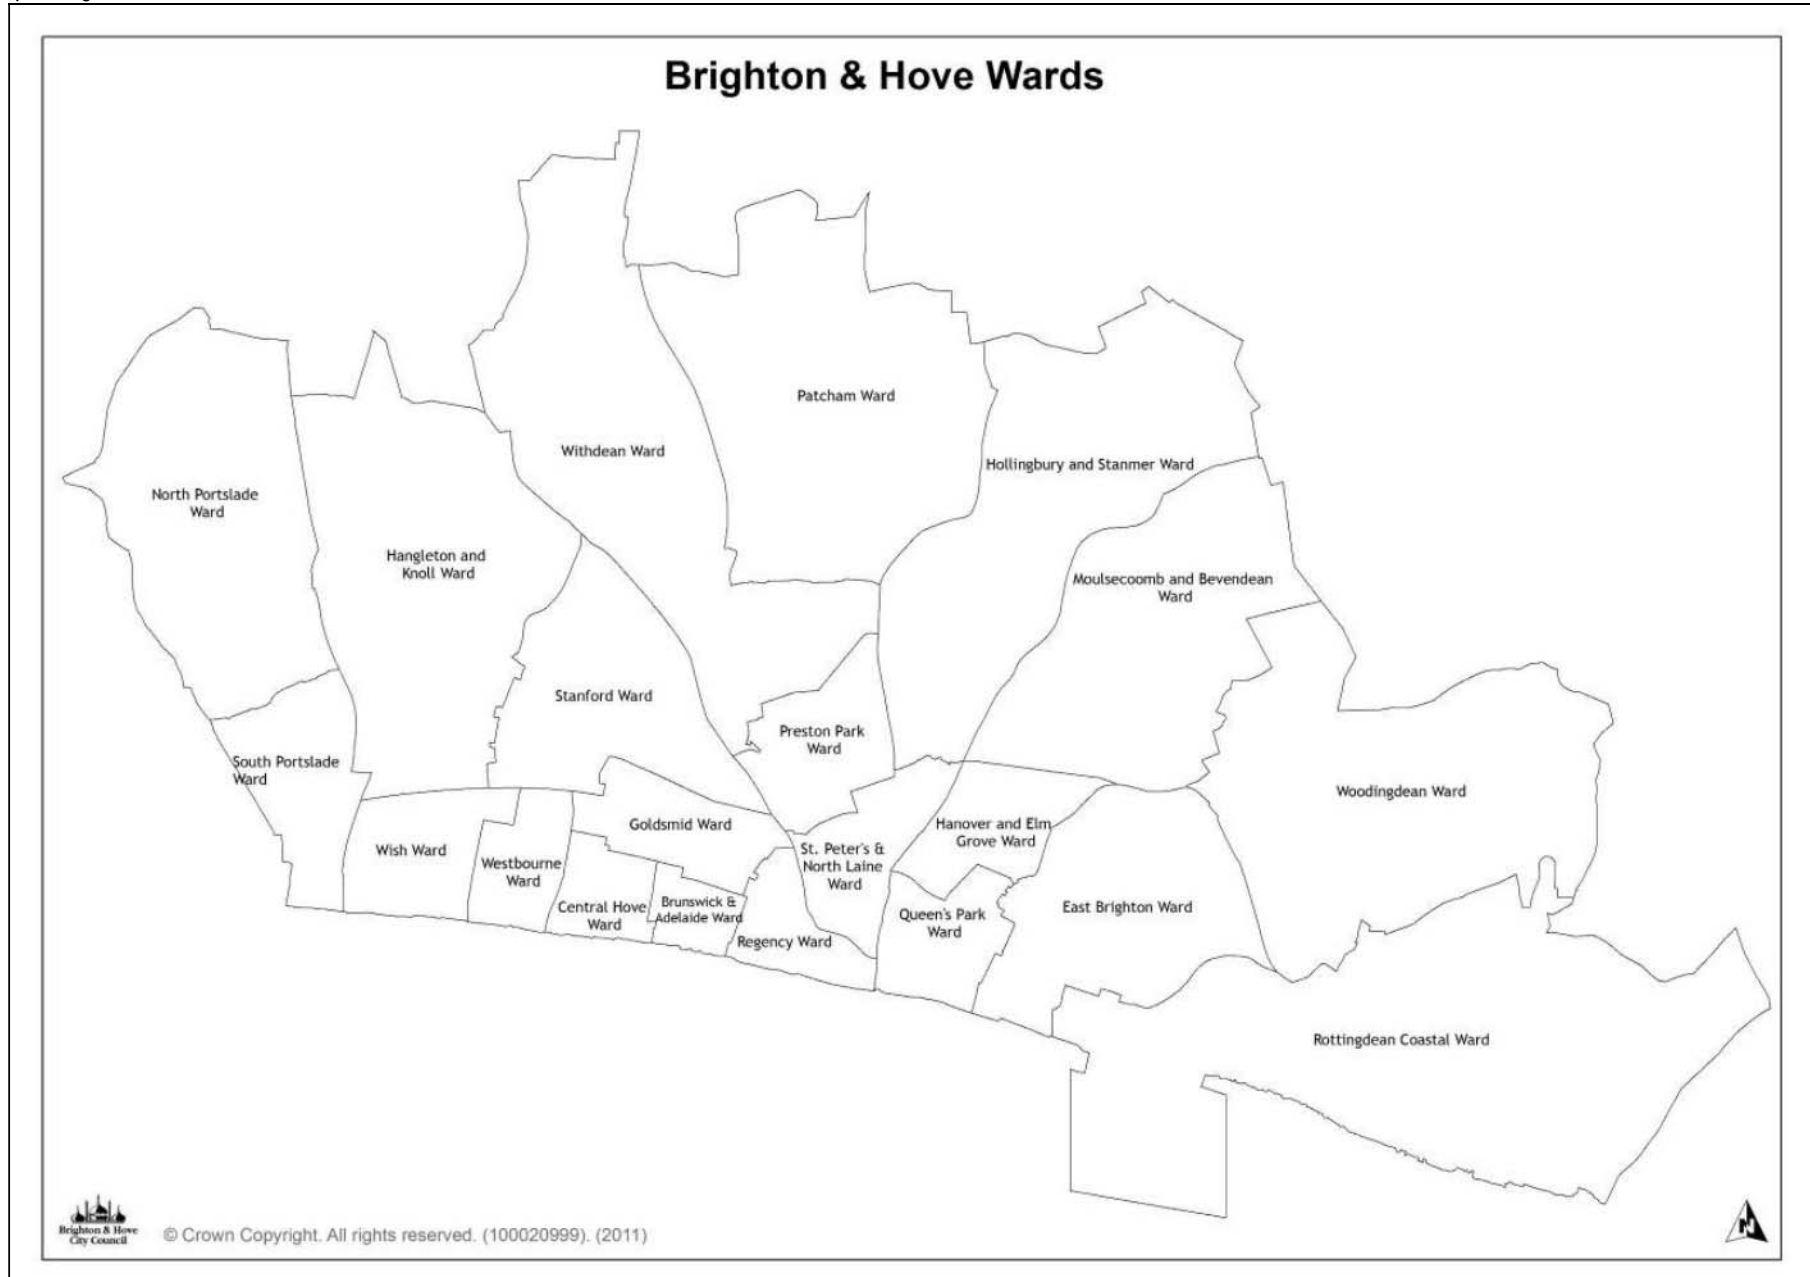 Brighton & Hove Wards
Patcham Ward
Withdean Ward
Hollingbury and Stanmer Ward
North Portslade
Ward
Hangleton and
Knoll Ward
Moulsecoomb and Bevendean
Ward
Stanford Ward
Preston Park
Ward
South Portslade
Ward
Woodingdean Ward
Goldsmid Ward
Hanover and Elm
Grove Ward
Wish Ward
St. Peter's &
North Laine
Ward
Westbourne
Ward
Central Hove
Ward
Brunswick &
Adelaide Ward
Queen's Park
Ward
East Brighton Ward
Regency Ward
Rottingdean Coastal Ward
Brighton & Hove
City Council
© Crown Copyright. All rights reserved. (100020999). (2011)
N